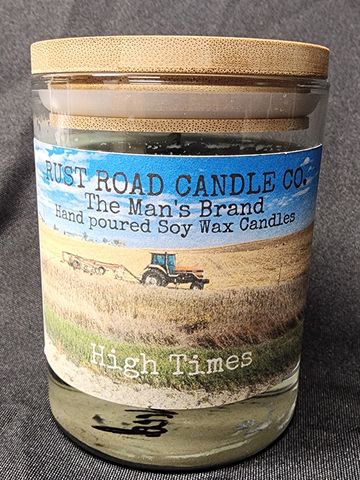 RUST ROAD CANDLE CO.
The Man's Brand
Hand poured Soy Wax Candles
High Times